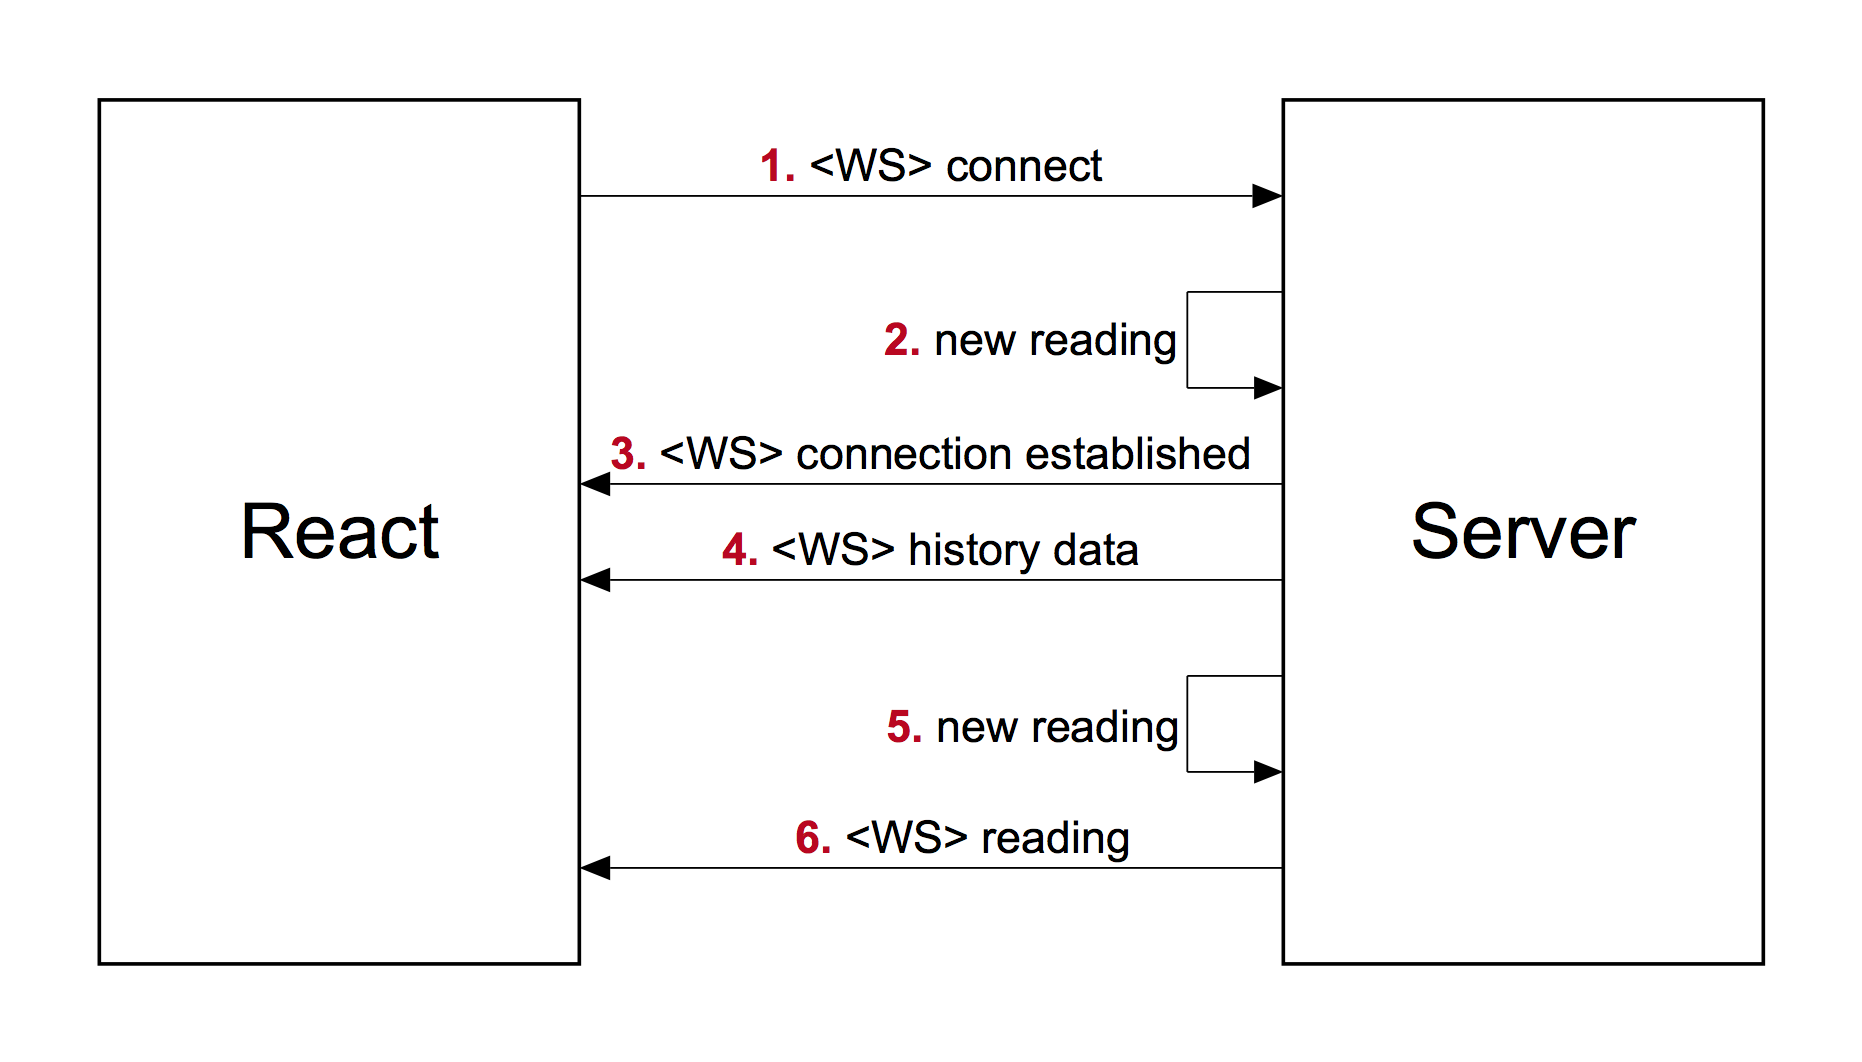 1. <WS> connect
2. new reading
3. <WS> connection established
React
Server
4. <WS> history data
5. new reading
6. <WS> reading